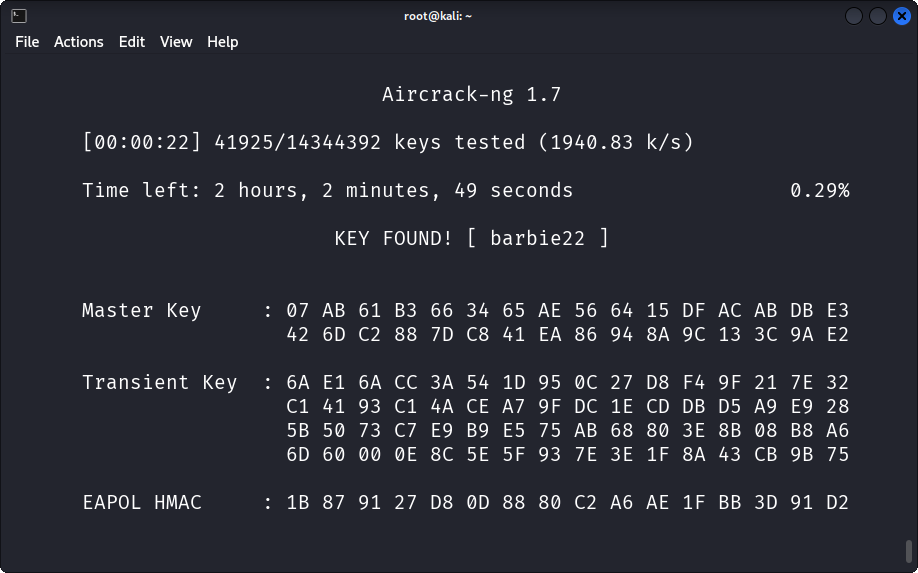 root@kali: ~
File Actions Edit View Help
Aircrack-ng 1.7
[00:00:22] 41925/14344392 keys tested (1940.83 k/s)
Time left: 2 hours, 2 minutes, 49 seconds 0.29%
KEY FOUND! [ barbie22 ]
Master Key : 07 AB 61 B3 66 34 65 AE 56 64 15 DF AC AB DB E3
42 6D C2 88 7D C8 41 EA 86 94 8A 9C 13 3C 9A E2
Transient Key : 6A E1 6A CC 3A 54 1D 95 0C 27 D8 F4 9F 21 7E 32
C1 41 93 C1 4A CE A7 9F DC 1E CD DB D5 A9 E9 28
5B 50 73 C7 E9 B9 E5 75 AB 68 80 3E 8B 08 B8 A6
6D 60 00 0E 8C 5E 5F 93 7E 3E 1F 8A 43 CB 9B 75
EAPOL HMAC : 1B 87 91 27 D8 0D 88 80 C2 A6 AE 1F BB 3D 91 D2